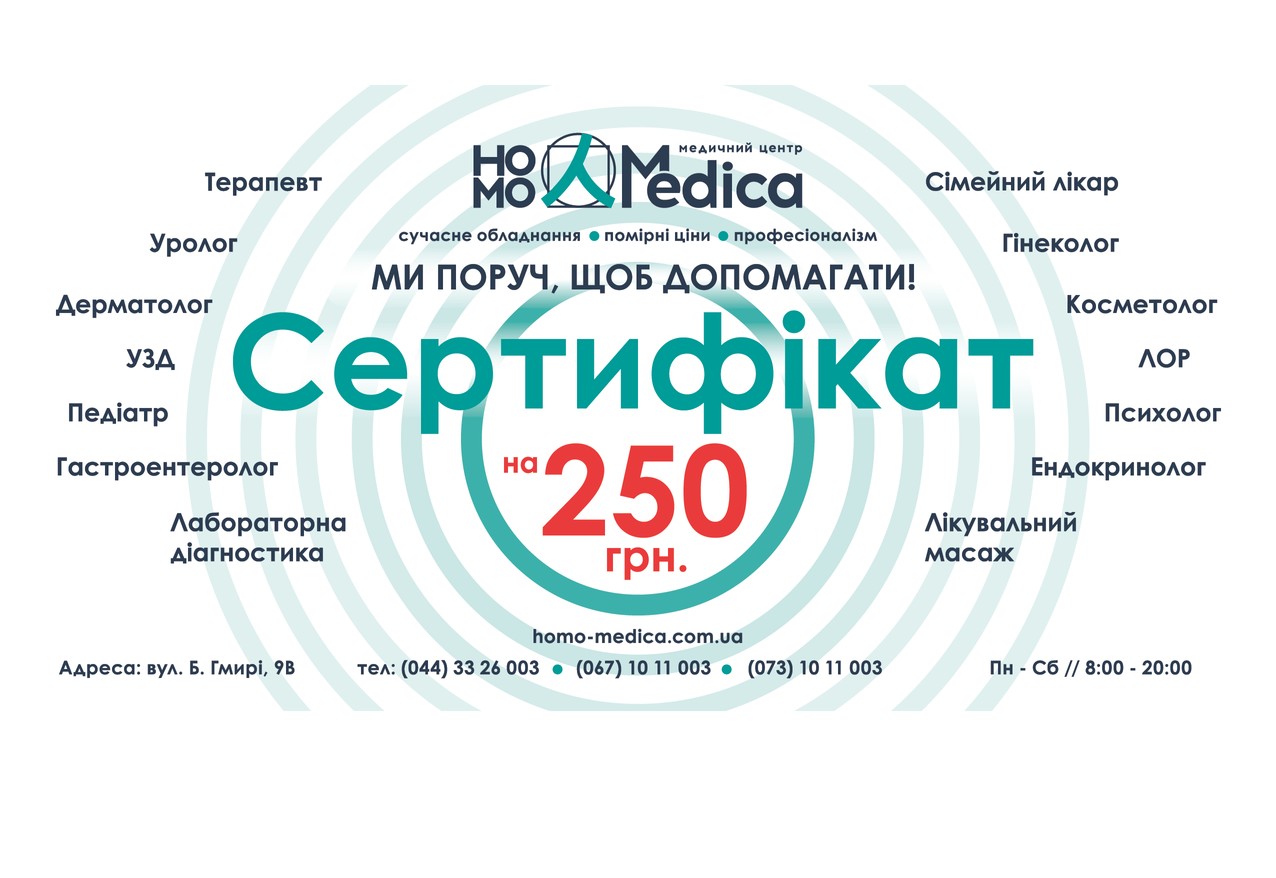 НОМО Medica
медичний центр
сучасне обладнання ● помірні ціни ● професіоналізм
МИ ПОРУЧ, ЩОБ ДОПОМАГАТИ!
Сертифікат
на 250
грн.
Терапевт
Уролог
Дерматолог
УЗД
Педіатр
Гастроентеролог
Лабораторна
діагностика
Сімейний лікар
Гінеколог
Косметолог
ЛОР
Психолог
Ендокринолог
Лікувальний
масаж
homo-medica.com.ua
Адреса: вул. Б. Гмирі, 9В
тел: (044) 33 26 003 ● (067) 10 11 003 ● (073) 10 11 003
Пн - Сб // 8:00 - 20:00